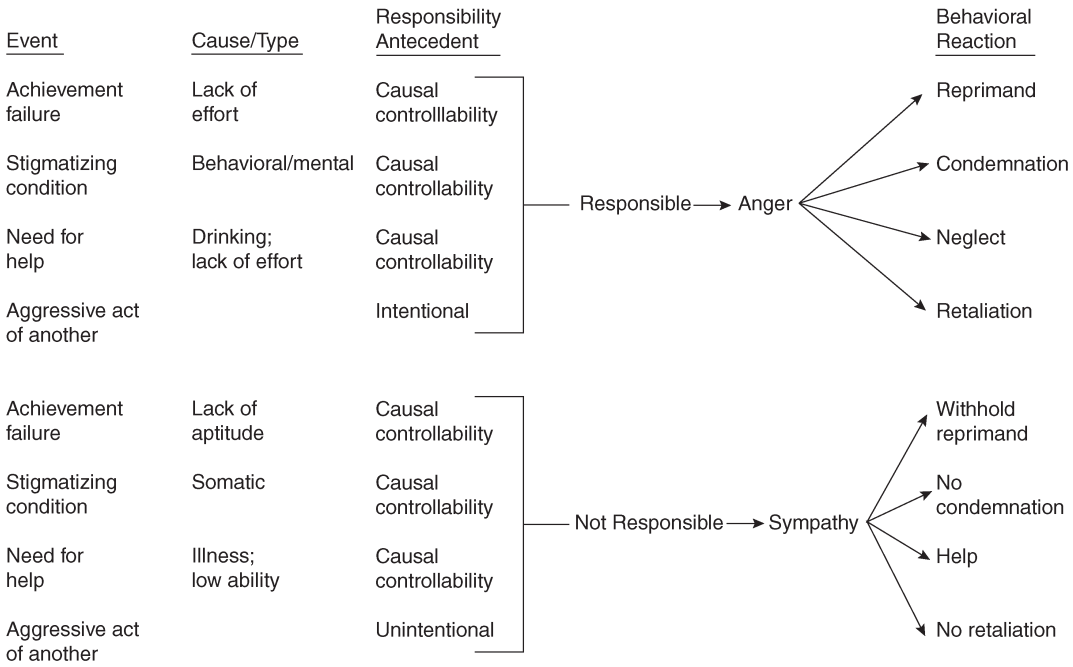 Event
Cause/Type
Responsibility
Antecedent
Behavioral
Reaction
Achievement
failure
Lack of
effort
Causal
controlllability
Stigmatizing
condition
Behavioral/mental
Causal
controllability
Need for
help
Drinking;
lack of effort
Causal
controllability
Aggressive act
of another
Intentional
Responsible
Anger
Reprimand
Condemnation
Neglect
Retaliation
Achievement
failure
Lack of
aptitude
Causal
controllability
Stigmatizing
condition
Somatic
Causal
controllability
Need for
help
Illness;
low ability
Causal
controllability
Aggressive act
of another
Unintentional
Not Responsible
Sympathy
Withhold
reprimand
No
condemnation
Help
No retaliation